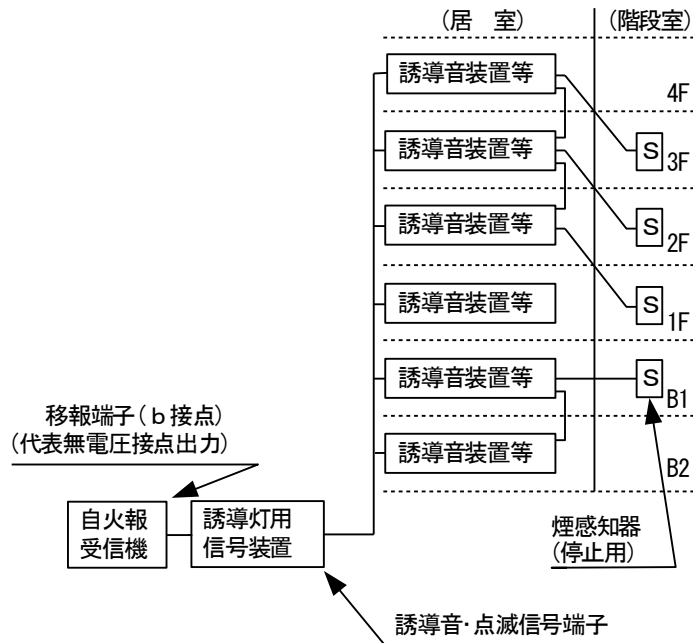 (居　室)
(階段室)
誘導音装置等
4F
誘導音装置等
S
3F
誘導音装置等
S
2F
誘導音装置等
S
1F
誘導音装置等
S
B1
誘導音装置等
B2
移報端子(b接点)
(代表無電圧接点出力)
自火報
受信機
誘導灯用
信号装置
煙感知器
(停止用)
誘導音・点滅信号端子